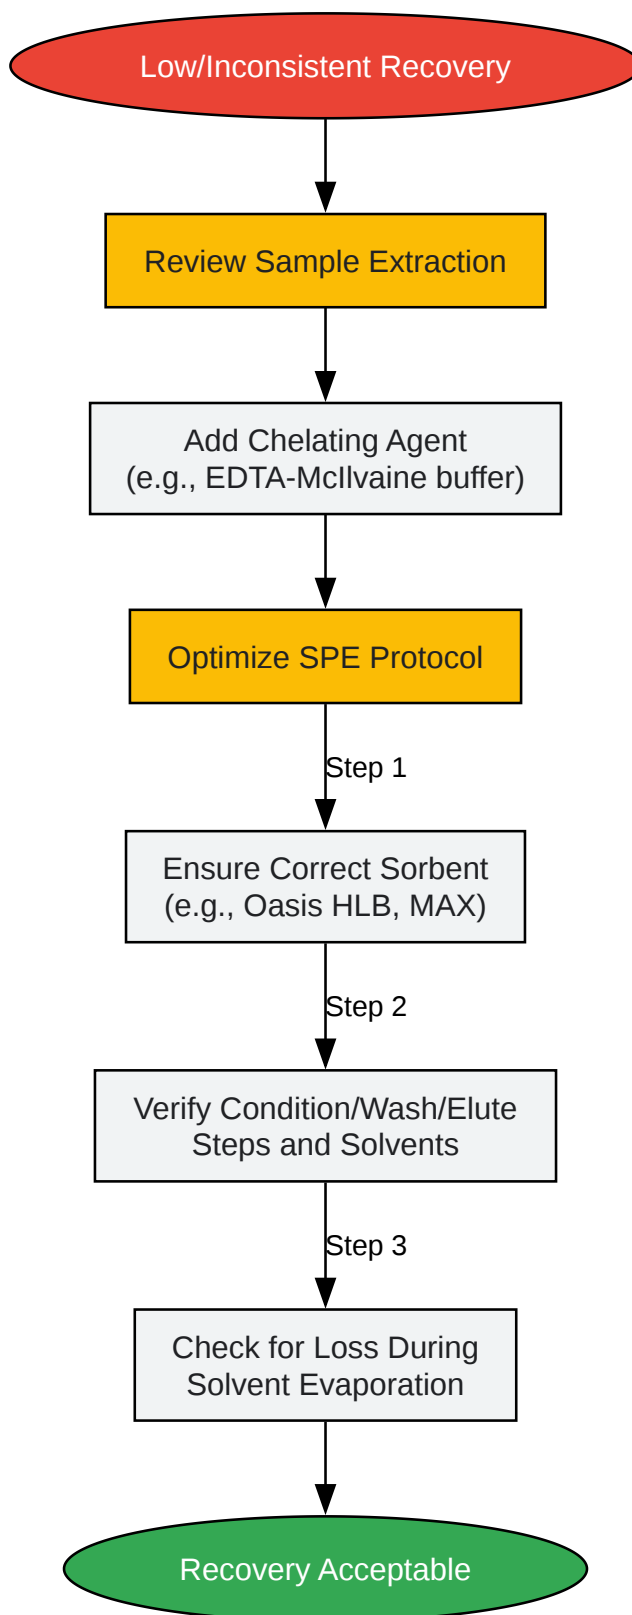 Low/Inconsistent Recovery
Review Sample Extraction
Add Chelating Agent
(e.g., EDTA-McIlvaine buffer)
Optimize SPE Protocol
Step 1
Ensure Correct Sorbent
(e.g., Oasis HLB, MAX)
Step 2
Verify Condition/Wash/Elute
Steps and Solvents
Step 3
Check for Loss During
Solvent Evaporation
Recovery Acceptable